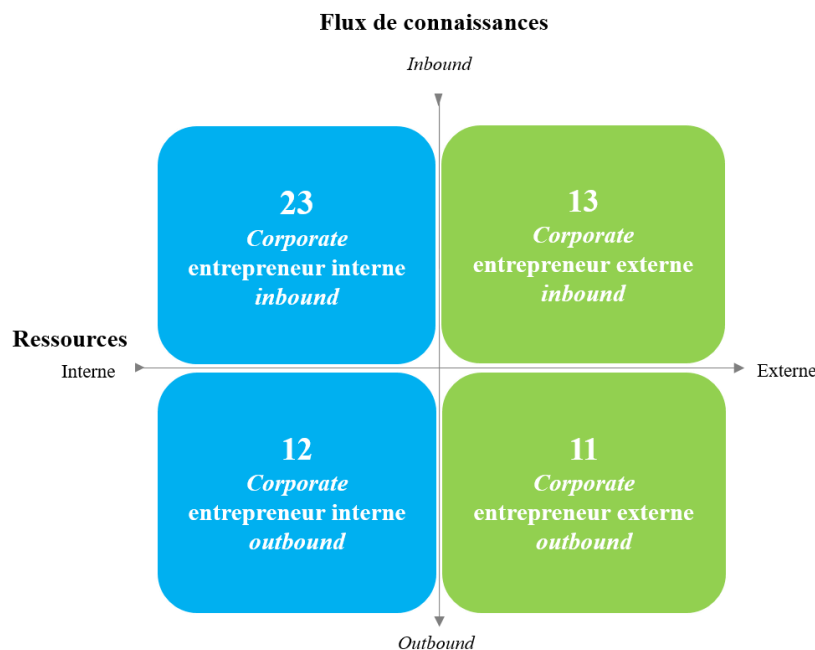 Flux de connaissances
Inbound
23
Corporate
entrepreneur interne
inbound
13
Corporate
entrepreneur externe
inbound
Ressources
Interne
Externe
12
Corporate
entrepreneur interne
outbound
11
Corporate
entrepreneur externe
outbound
Outbound